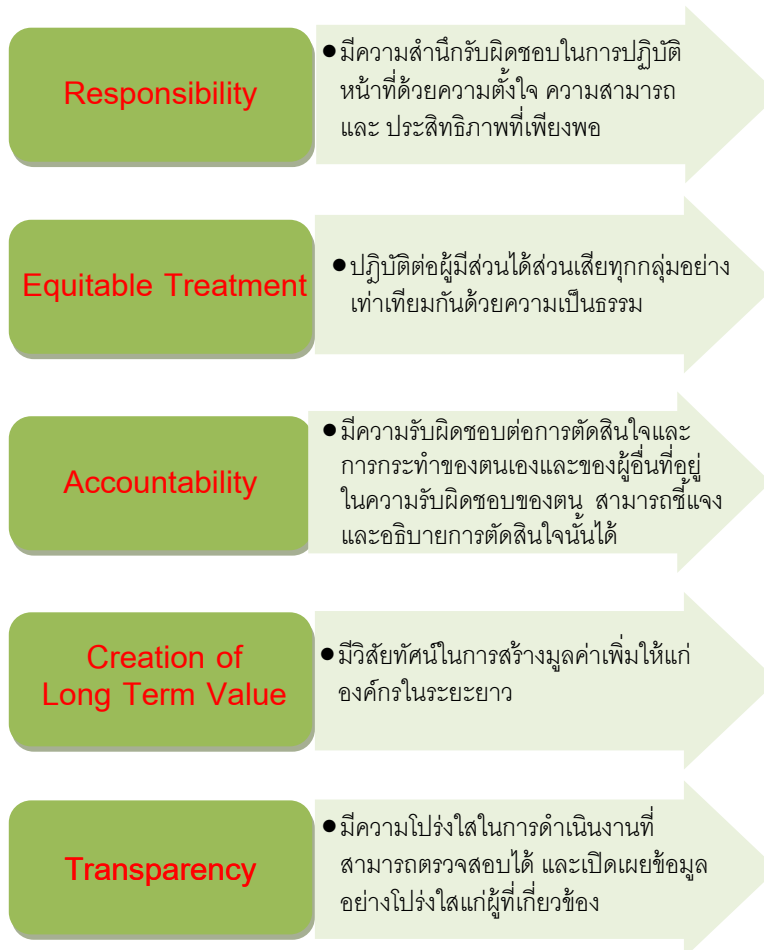 Responsibility
•มีความสำนึกรับผิดชอบในการปฏิบัติ
หน้าที่ด้วยความตั้งใจ ความสามารถ
และ ประสิทธิภาพที่เพียงพอ
Equitable Treatment
•ปฏิบัติต่อผู้มีส่วนได้ส่วนเสียทุกกลุ่มอย่าง
เท่าเทียมกันด้วยความเป็นธรรม
Accountability
•มีความรับผิดชอบต่อการตัดสินใจและ
การกระทำของตนเองและของผู้อื่นที่อยู่
ในความรับผิดชอบของตน สามารถชี้แจง
และอธิบายการตัดสินใจนั้นได้
Creation of
Long Term Value
•มีวิสัยทัศน์ในการสร้างมูลค่าเพิ่มให้แก่
องค์กรในระยะยาว
Transparency
•มีความโปร่งใสในการดำเนินงานที่
สามารถตรวจสอบได้ และเปิดเผยข้อมูล
อย่างโปร่งใสแก่ผู้ที่เกี่ยวข้อง